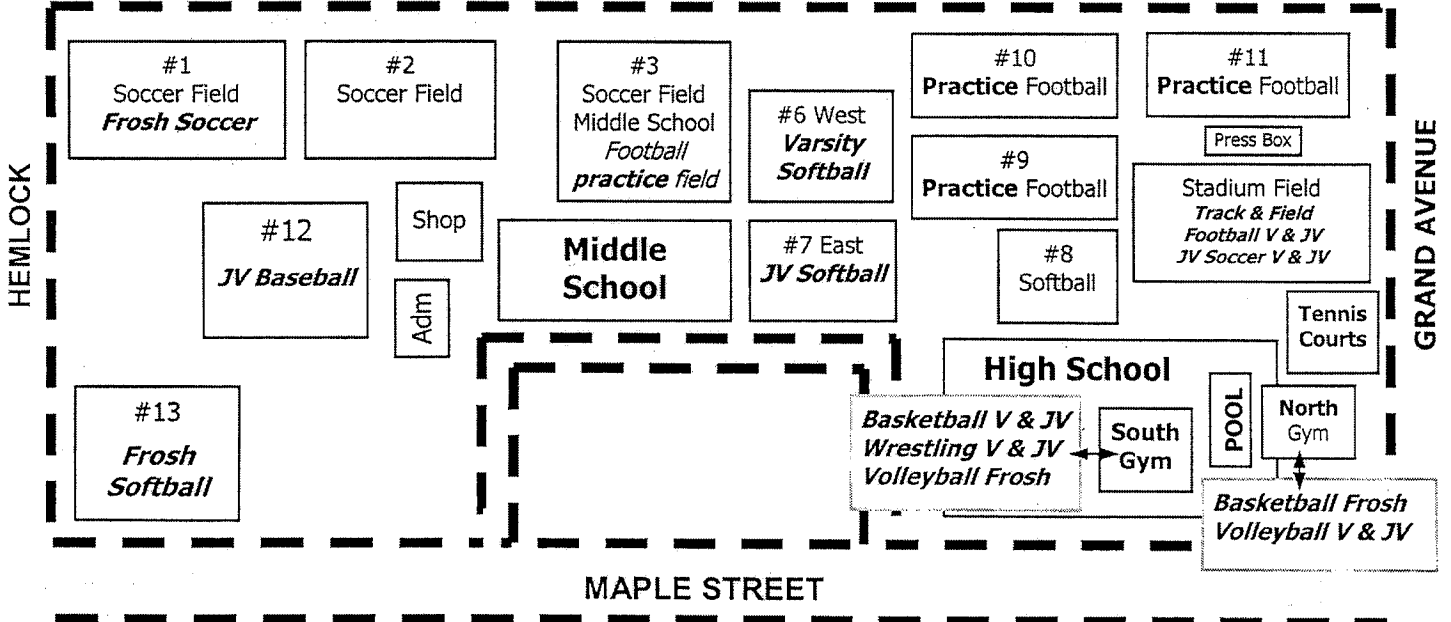 #1
Soccer Field
Frosh Soccer
#2
Soccer Field
#3
Soccer Field
Middle School
Football
practice field
#6 West
Varsity
Softball
#10
Practice Football
#11
Practice Football
Press Box
#9
Practice Football
Stadium Field
Track & Field
Football V & JV
JV Soccer V & JV
HEMLOCK
GRAND AVENUE
#12
JV Baseball
Shop
Adm
Middle
School
#7 East
JV Softball
#8
Softball
Tennis
Courts
#13
Frosh
Softball
High School
Basketball V & JV
Wrestling V & JV
Volleyball Frosh
South
Gym
POOL
North
Gym
Basketball Frosh
Volleyball V & JV
MAPLE STREET